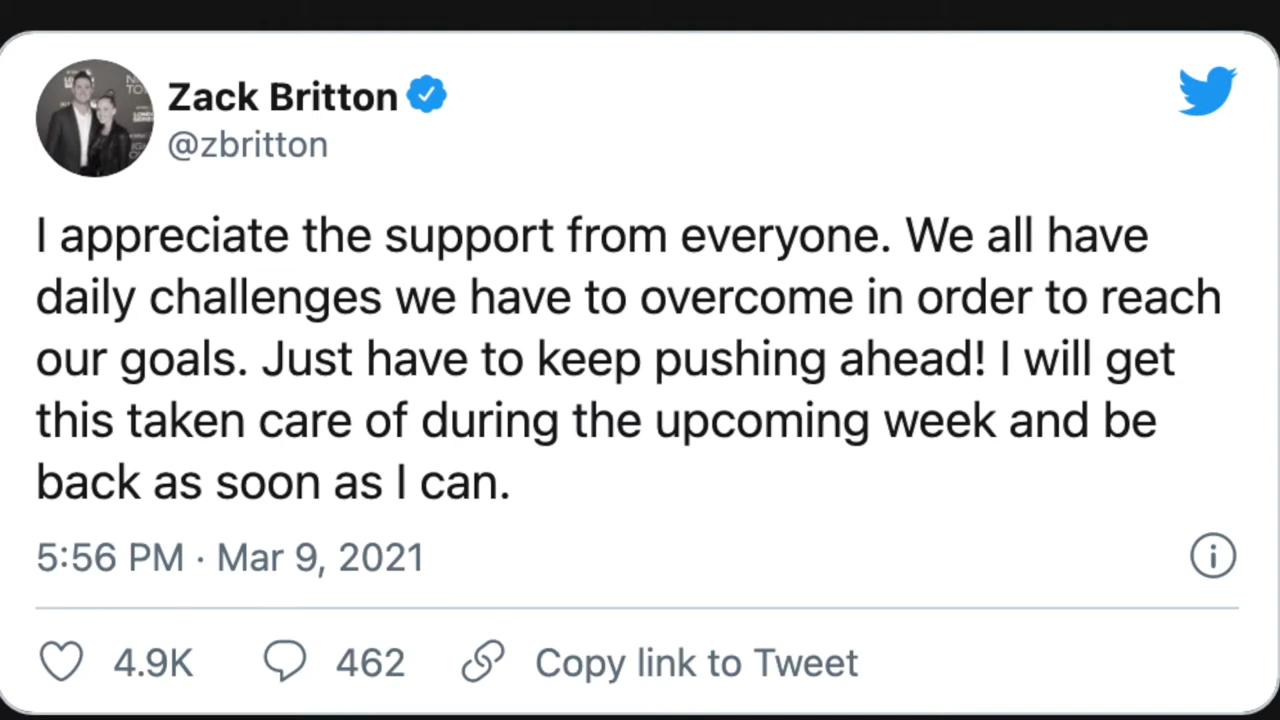 Zack Britton
@zbritton
I appreciate the support from everyone. We all have
daily challenges we have to overcome in order to reach
our goals. Just have to keep pushing ahead! I will get
this taken care of during the upcoming week and be
back as soon as I can.
5:56 PM · Mar 9, 2021
4.9K 462 Copy link to Tweet